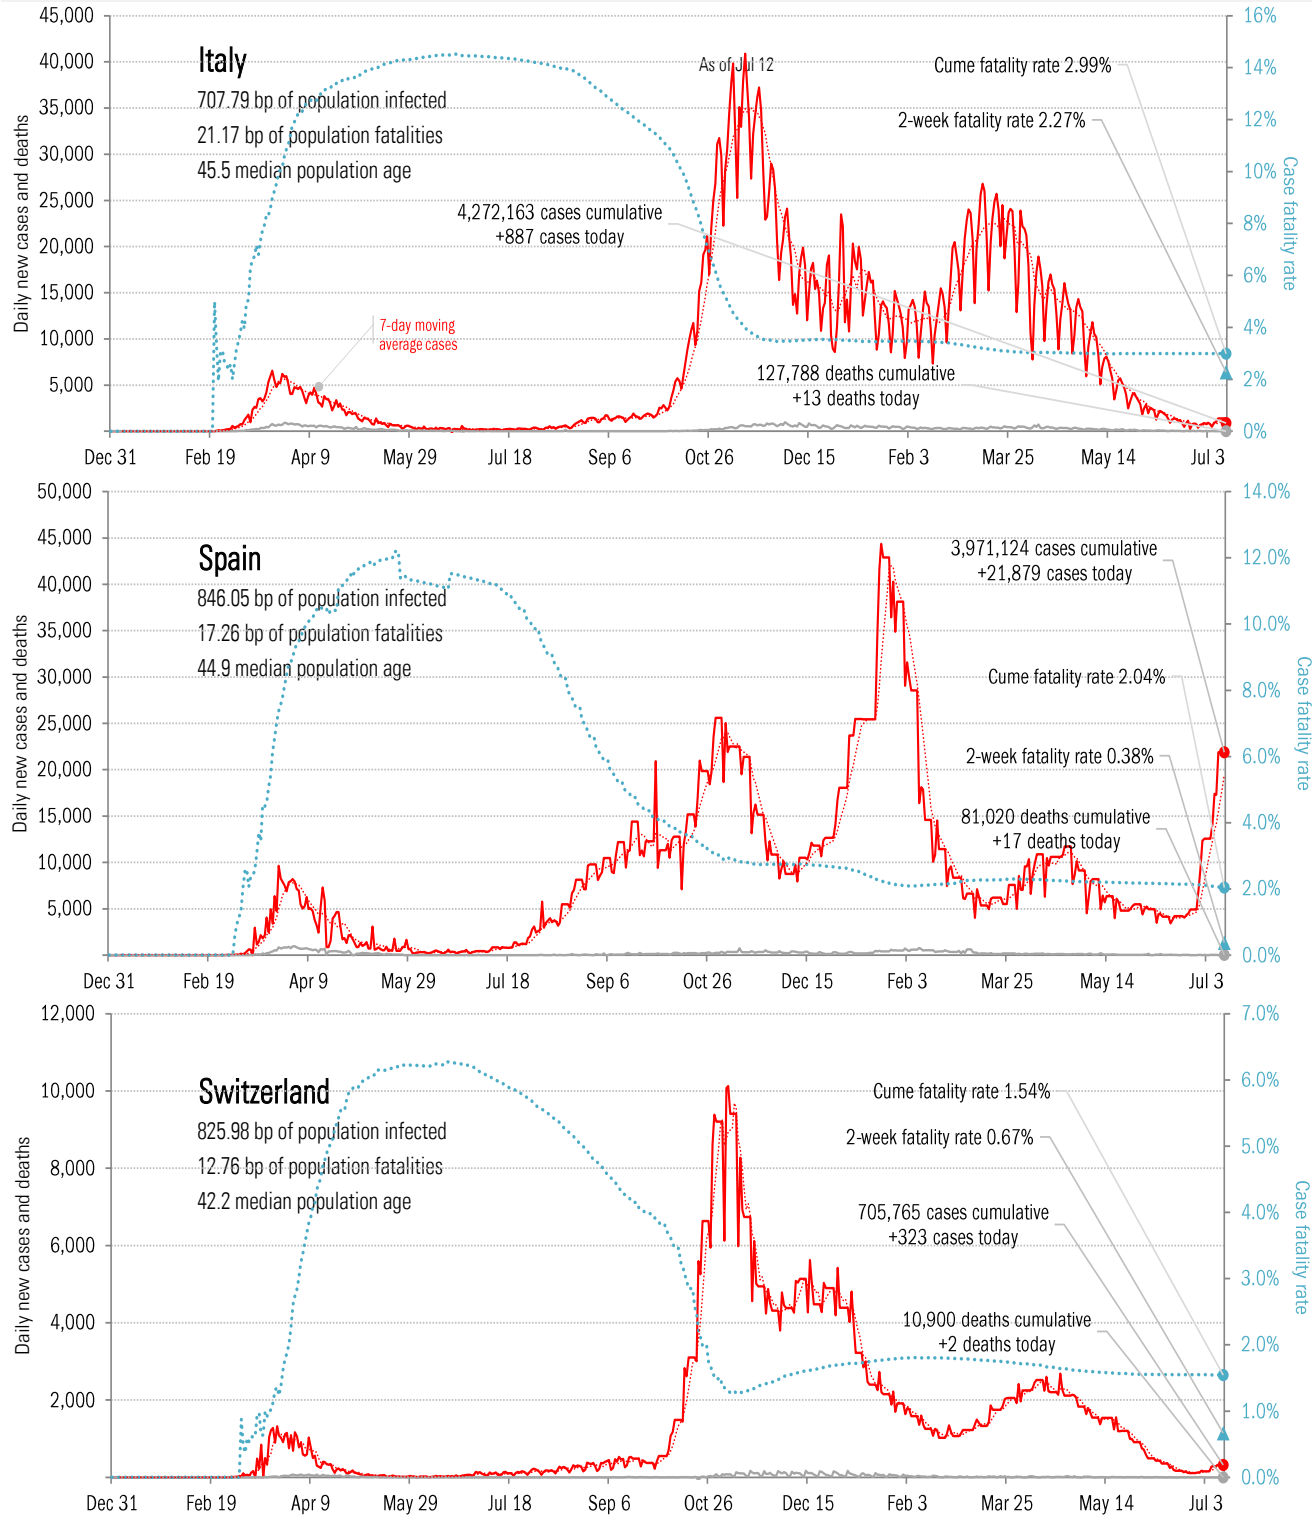 45,000
40,000
35,000
30,000
25,000
20,000
15,000
10,000
5,000
16%
14%
12%
10%
8%
6%
4%
2%
0%
Daily new cases and deaths
Case fatality rate
Italy
707.79 bp of population infected
21.17 bp of population fatalities
45.5 median population age
As of Jul 12
Cume fatality rate 2.99%
2-week fatality rate 2.27%
4,272,163 cases cumulative
+887 cases today
7-day moving
average cases
127,788 deaths cumulative
+13 deaths today
Dec 31 Feb 19 Apr 9 May 29 Jul 18 Sep 6 Oct 26 Dec 15 Feb 3 Mar 25 May 14 Jul 3
50,000
45,000
40,000
35,000
30,000
25,000
20,000
15,000
10,000
5,000
14.0%
12.0%
10.0%
8.0%
6.0%
4.0%
2.0%
0.0%
Daily new cases and deaths
Case fatality rate
Spain
846.05 bp of population infected
17.26 bp of population fatalities
44.9 median population age
3,971,124 cases cumulative
+21,879 cases today
Cume fatality rate 2.04%
2-week fatality rate 0.38%
81,020 deaths cumulative
+17 deaths today
Dec 31 Feb 19 Apr 9 May 29 Jul 18 Sep 6 Oct 26 Dec 15 Feb 3 Mar 25 May 14 Jul 3
12,000
10,000
8,000
6,000
4,000
2,000
7.0%
6.0%
5.0%
4.0%
3.0%
2.0%
1.0%
0.0%
Daily new cases and deaths
Case fatality rate
Switzerland
825.98 bp of population infected
12.76 bp of population fatalities
42.2 median population age
Cume fatality rate 1.54%
2-week fatality rate 0.67%
705,765 cases cumulative
+323 cases today
10,900 deaths cumulative
+2 deaths today
Dec 31 Feb 19 Apr 9 May 29 Jul 18 Sep 6 Oct 26 Dec 15 Feb 3 Mar 25 May 14 Jul 3